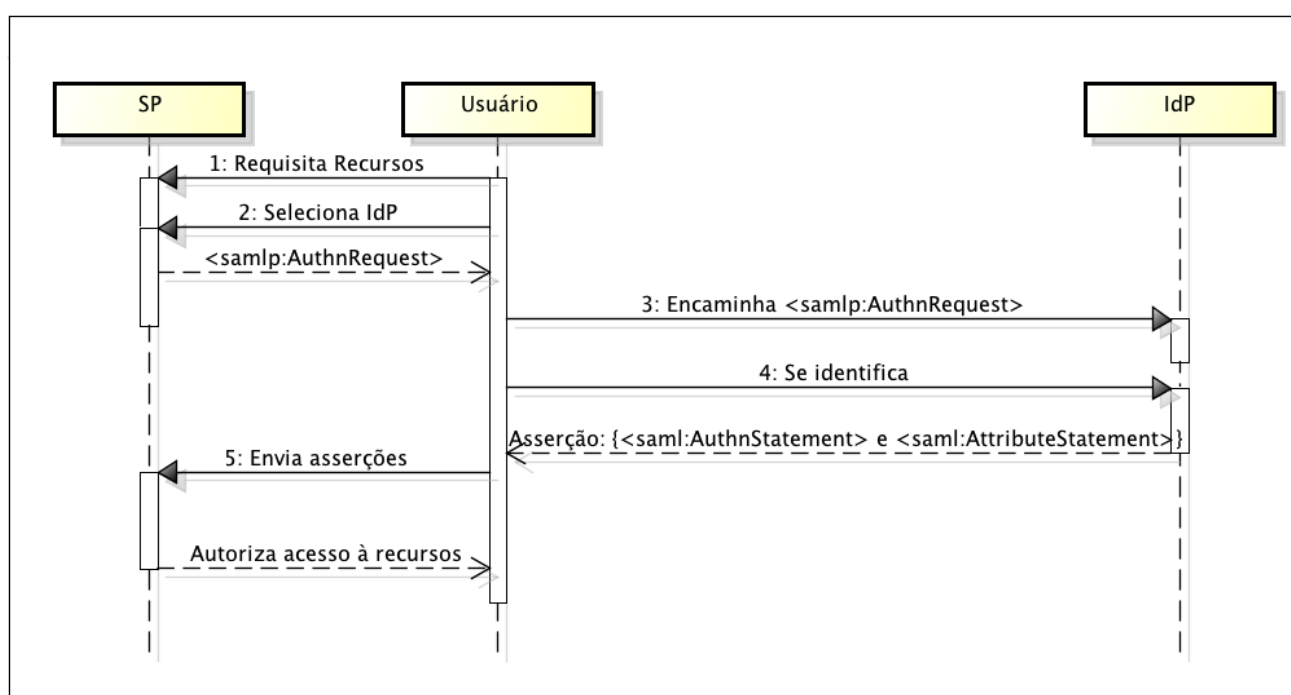 SP
Usuário
IdP
1: Requisita Recursos
2: Seleciona IdP
<samlp:AuthnRequest>
3: Encaminha <samlp:AuthnRequest>
4: Se identifica
Asserção: {<saml:AuthnStatement> e <saml:AttributeStatement>}
5: Envia asserções
Autoriza acesso à recursos